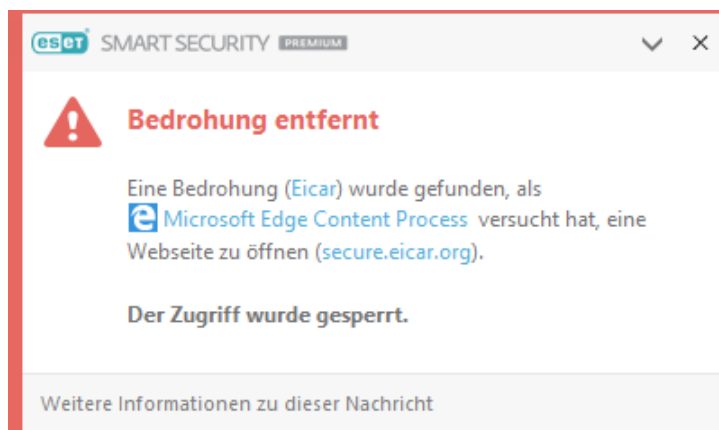 eset SMART SECURITY PREMIUM
Bedrohung entfernt
Eine Bedrohung (Eicar) wurde gefunden, als
Microsoft Edge Content Process versucht hat, eine
Webseite zu öffnen (secure.eicar.org).
Der Zugriff wurde gesperrt.
Weitere Informationen zu dieser Nachricht